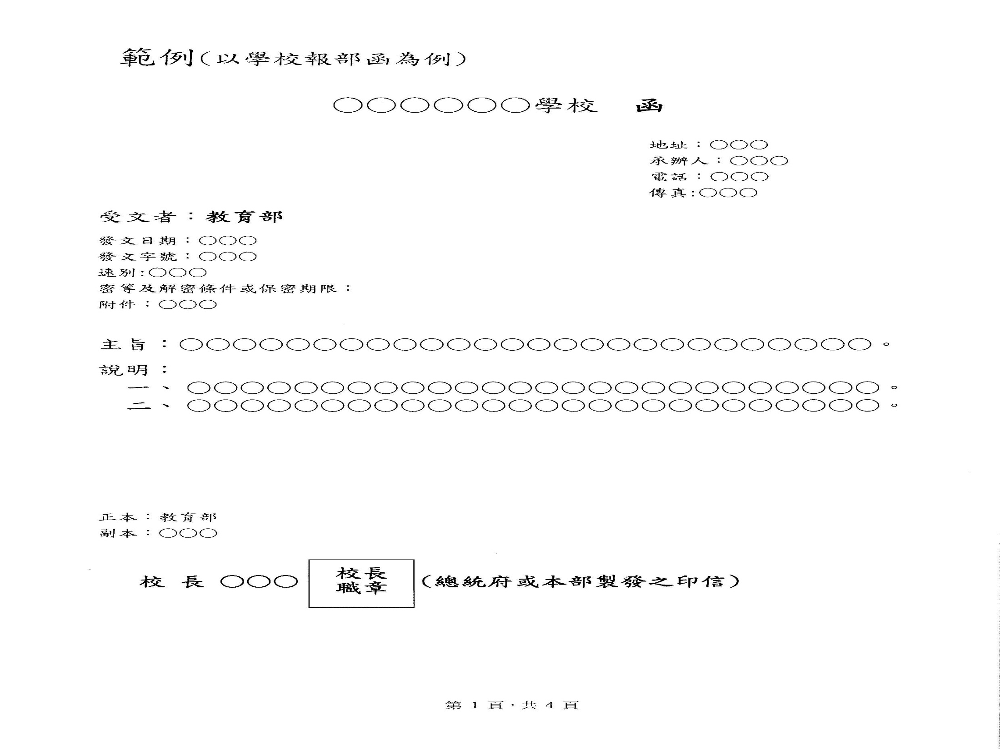 範例(以學校報部函為例)
○○○○○○學校 函
地址：○○○
承辦人：○○○
電話：○○○
傳真:○○○
受文者：教育部
發文日期：○○○
發文字號：○○○
速別:○○○
密等及解密條件或保密期限：
附件：○○○
主旨：○○○○○○○○○○○○○○○○○○○○○○○○○○。
說明：
一、○○○○○○○○○○○○○○○○○○○○○○○○○○。
二、○○○○○○○○○○○○○○○○○○○○○○○○○○。
正本：教育部
副本：○○○
校長○○○ 校長職章 (總統府或本部製發之印信)
第 1 頁，共 4 頁